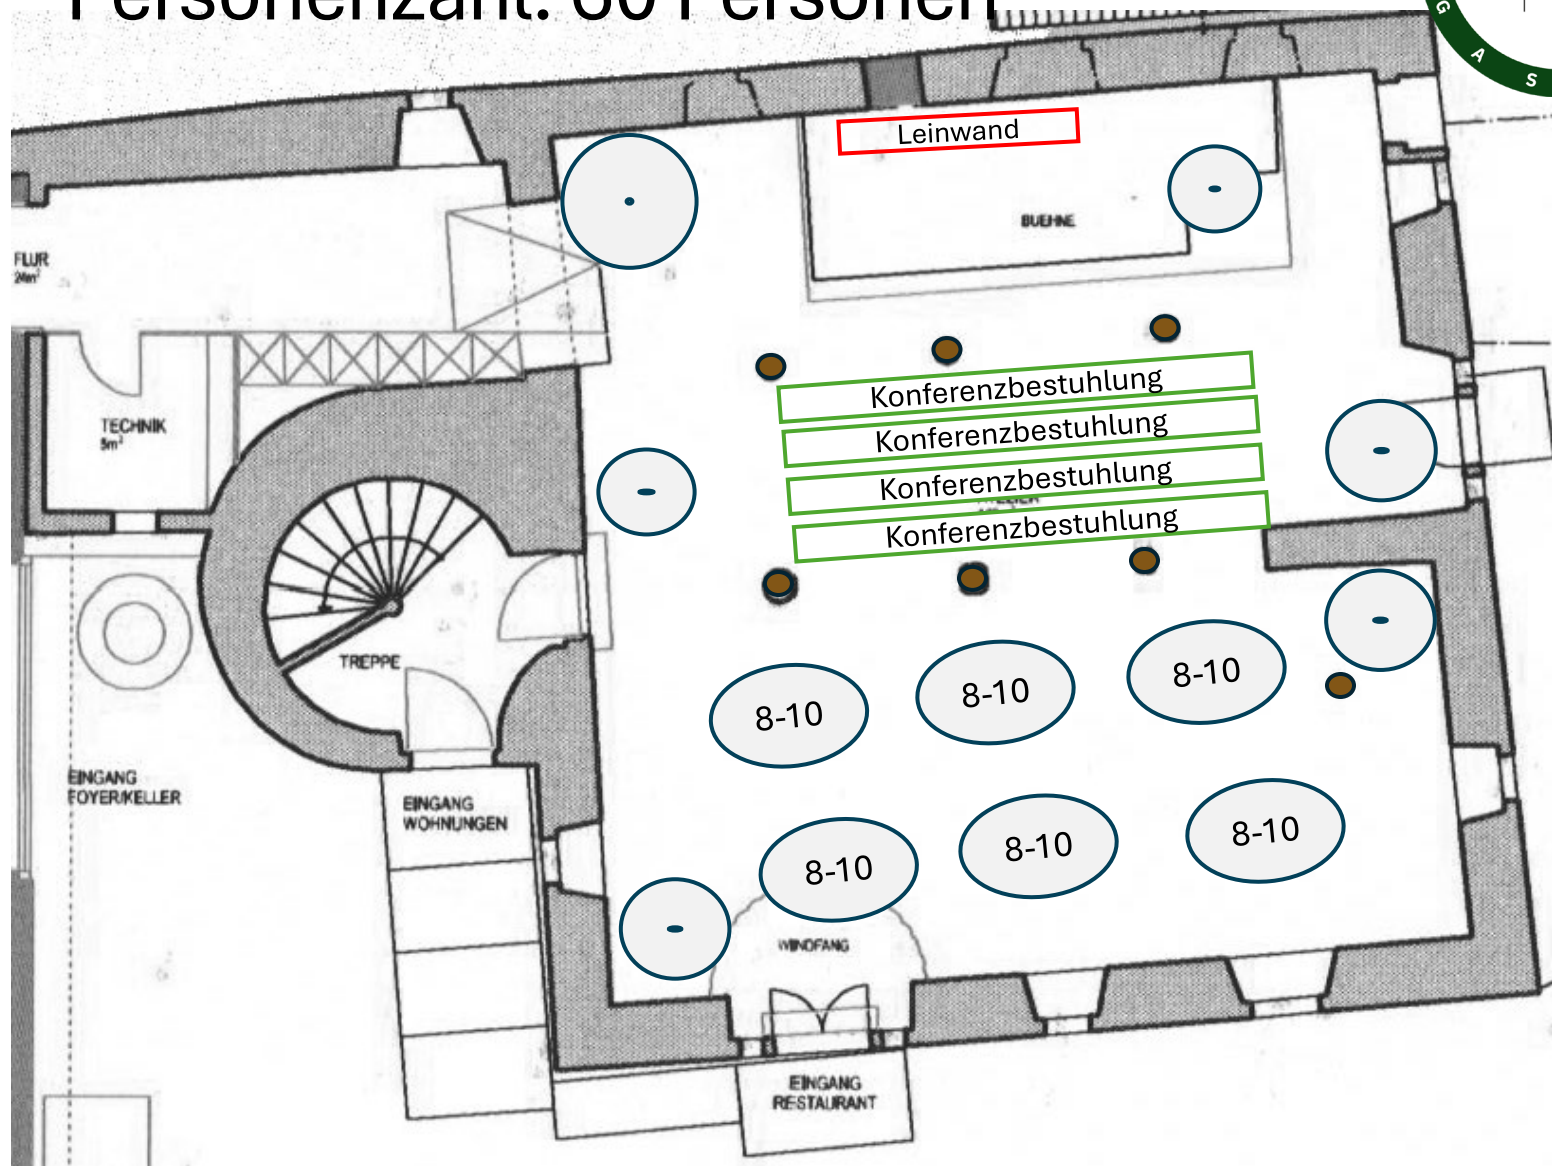 Personenzahl: 60 Personen
G A S
Leinwand
BUEHNE
FLUR
24m²
Konferenzbestuhlung
Konferenzbestuhlung
Konferenzbestuhlung
Konferenzbestuhlung
TECHNIK
5m²
TREPPE
8-10
8-10
8-10
EINGANG
FOYER/KELLER
EINGANG
WOHNUNGEN
8-10
8-10
8-10
WINDFANG
EINGANG
RESTAURANT